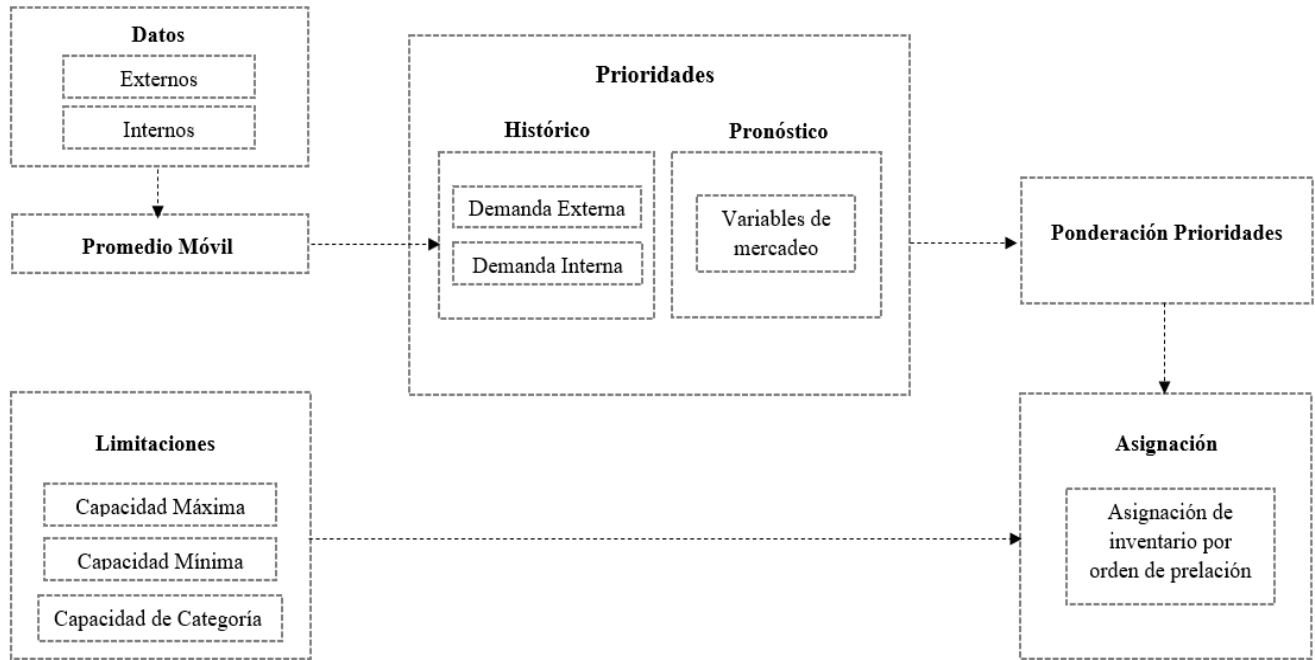 Datos
Externos
Internos
Promedio Móvil
Prioridades
Histórico
Demanda Externa
Demanda Interna
Pronóstico
Variables de
mercadeo
Ponderación Prioridades
Limitaciones
Capacidad Máxima
Capacidad Mínima
Capacidad de Categoría
Asignación
Asignación de
inventario por
orden de prelación